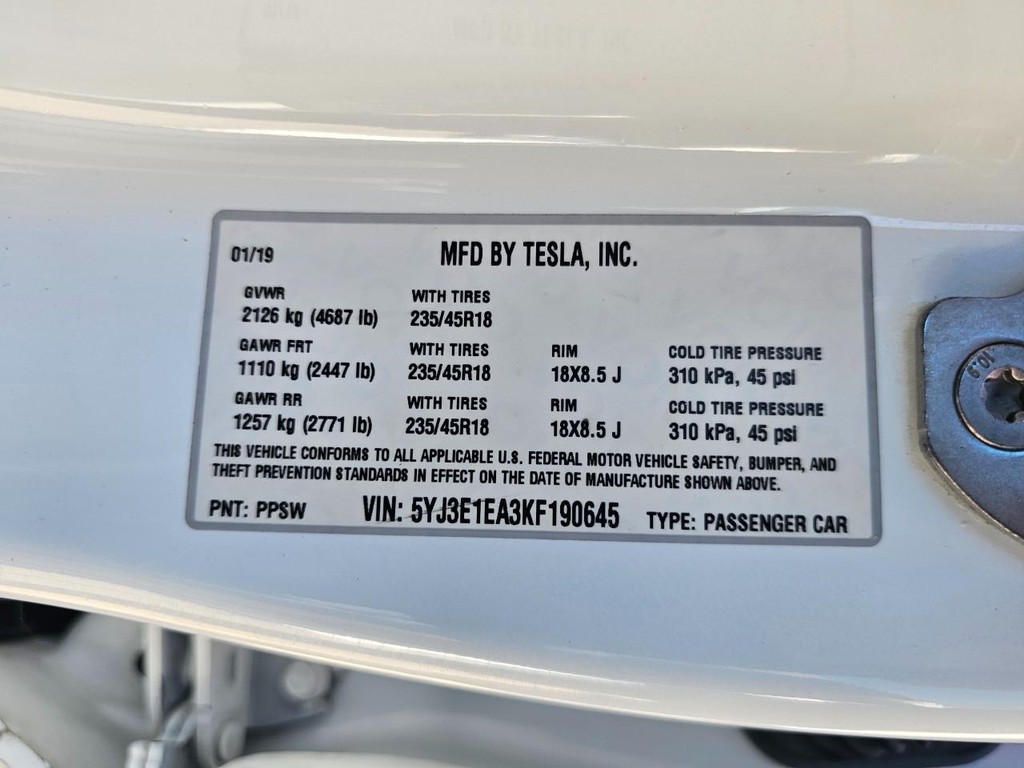 01/19 MFD BY TESLA, INC.
GVWR WITH TIRES
2126 kg (4687 lb) 235/45R18
GAWR FRT WITH TIRES RIM COLD TIRE PRESSURE
1110 kg (2447 lb) 235/45R18 18X8.5 J 310 kPa, 45 psi
GAWR RR WITH TIRES RIM COLD TIRE PRESSURE
1257 kg (2771 lb) 235/45R18 18X8.5 J 310 kPa, 45 psi
THIS VEHICLE CONFORMS TO ALL APPLICABLE U.S. FEDERAL MOTOR VEHICLE SAFETY, BUMPER, AND
THEFT PREVENTION STANDARDS IN EFFECT ON THE DATE OF MANUFACTURE SHOWN ABOVE.
PNT: PPSW VIN: 5YJ3E1EA3KF190645 TYPE: PASSENGER CAR
10.9